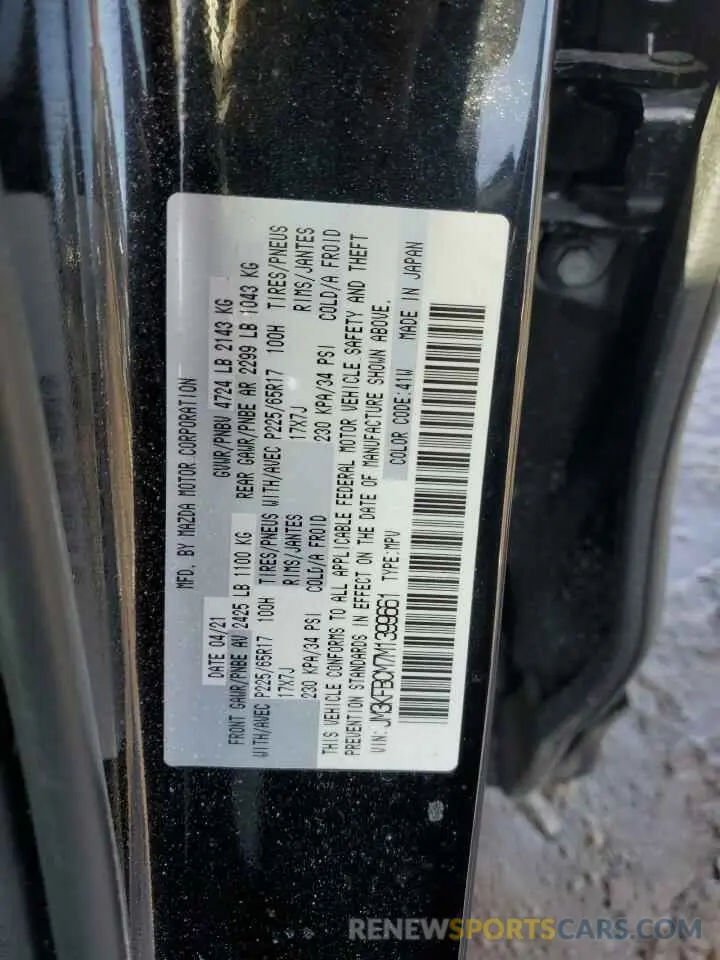 MFD. BY MAZDA MOTOR CORPORATION
DATE 04/21 GVWR/PNBV 4724 LB 2143 KG
FRONT GAWR/PNBE AV 2425 LB 1100 KG REAR GAWR/PNBE AR 2299 LB 1043 KG
WITH/AVEC P225/65R17 100H TIRES/PNEUS WITH/AVEC P225/65R17 100H TIRES/PNEUS
17X7J RIMS/JANTES 17X7J RIMS/JANTES
230 KPA/34 PSI COLD/A FROID 230 KPA/34 PSI COLD/A FROID
THIS VEHICLE CONFORMS TO ALL APPLICABLE FEDERAL MOTOR VEHICLE SAFETY AND THEFT
PREVENTION STANDARDS IN EFFECT ON THE DATE OF MANUFACTURE SHOWN ABOVE.
VIN: JM3KFBCM7M1399661 TYPE:MPV COLOR CODE:41W MADE IN JAPAN
RENEWSPORTSCARS.COM